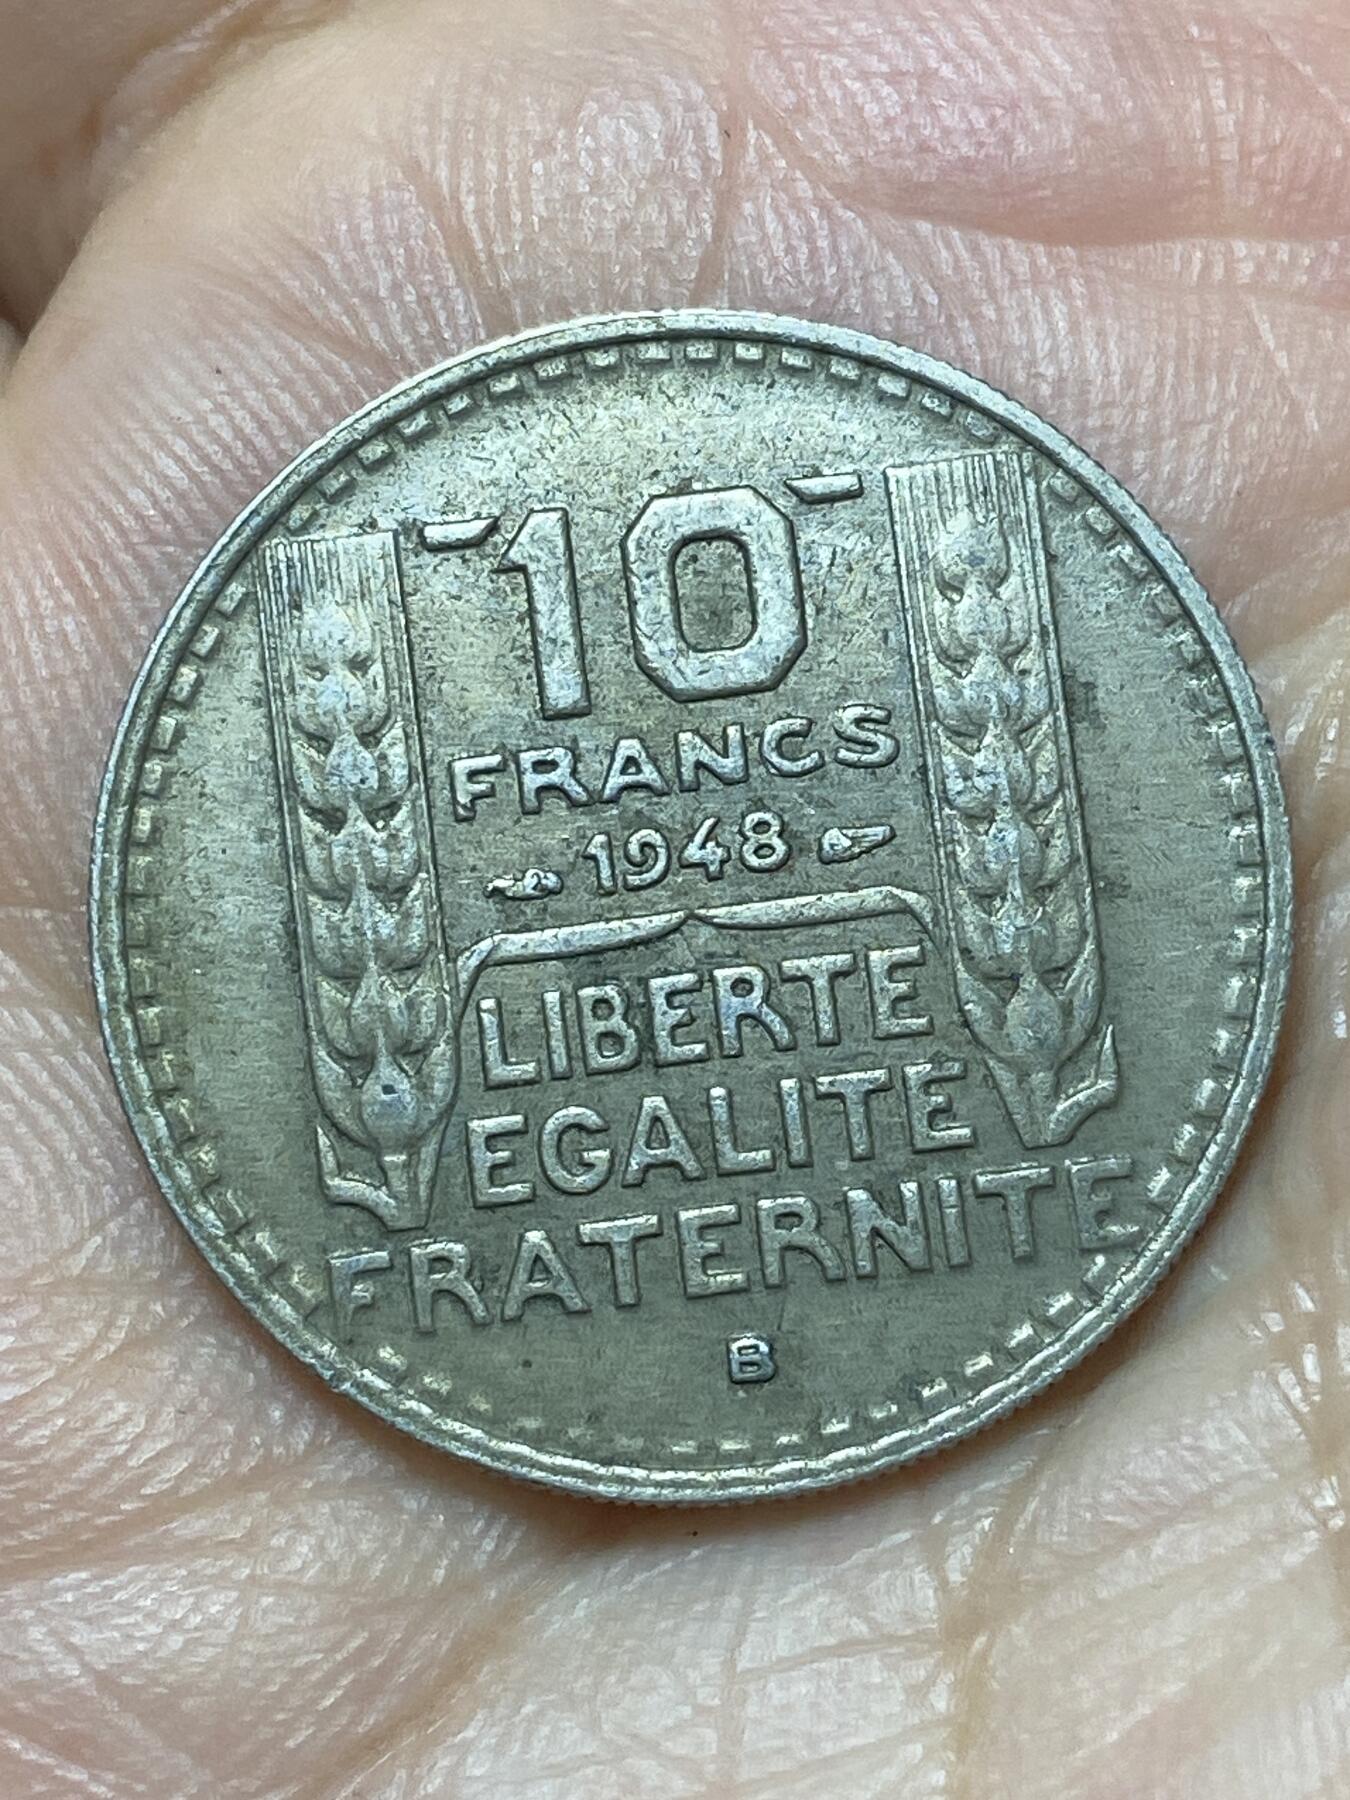 10
FRANCS
1948
LIBERTE
EGALITE
FRATERNITE
B